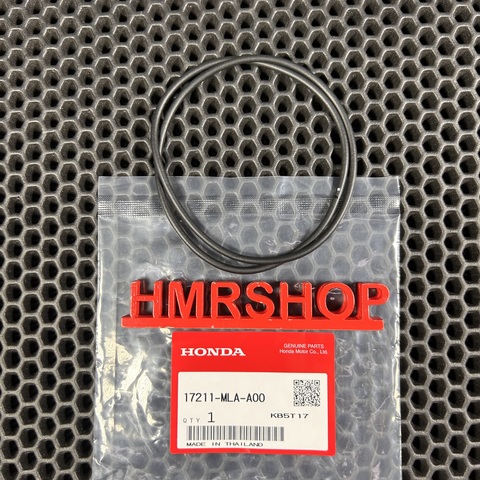 HMRSHOP
HONDA
GENUINE PARTS
Honda Motor Co., Ltd.
17211-MLA-A00
QTY 1
KB5T17
MADE IN THAILAND